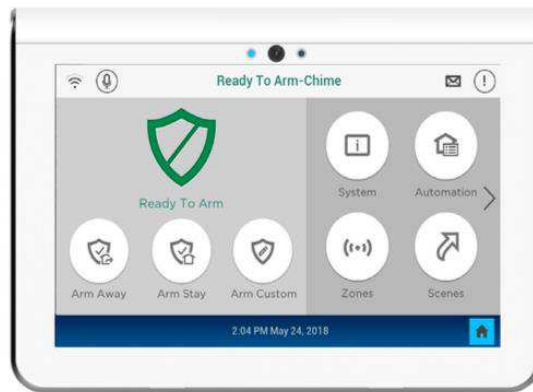 Ready To Arm-Chime
Ready To Arm
System
Automation
Arm Away
Arm Stay
Arm Custom
Zones
Scenes
2:04 PM May 24, 2018